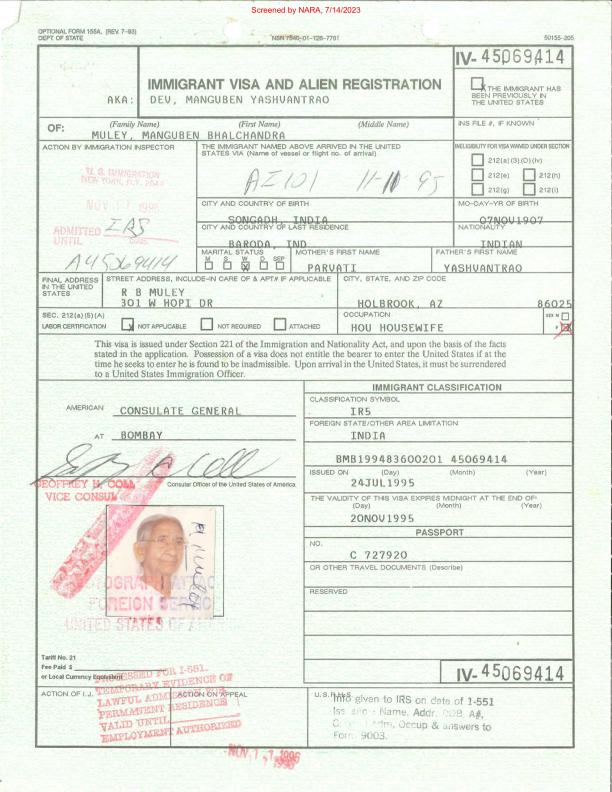 Screened by NARA, 7/14/2023
OPTIONAL FORM 155A, (REV. 7-93)
DEPT. OF STATE
NSN 7540-01-126-7761
50155-205
IV- 45069414
IMMIGRANT VISA AND ALIEN REGISTRATION
AKA: DEV, MANGUBEN YASHVANTRAO
X THE IMMIGRANT HAS
BEEN PREVIOUSLY IN
THE UNITED STATES
(Family Name) (First Name) (Middle Name)
OF: MULEY, MANGUBEN BHALCHANDRA
INS FILE #, IF KNOWN
ACTION BY IMMIGRATION INSPECTOR
THE IMMIGRANT NAMED ABOVE ARRIVED IN THE UNITED
STATES VIA (Name of vessel or flight no. of arrival)
AI101 11-11 95
ELIGIBILITY FOR VISA WAIVED UNDER SECTION
212(a)(3)(D)(iv)
212(e) 212(h)
212(g) 212(i)
U.S. IMMIGRATION
NEW YORK, N.Y.
ADMITTED IR5
UNTIL
A45069414
CITY AND COUNTRY OF BIRTH
SONGADH, INDIA
MO-DAY-YR OF BIRTH
07NOV1907
CITY AND COUNTRY OF LAST RESIDENCE
BARODA, IND
NATIONALITY
INDIAN
MARITAL STATUS
M S W D SEP
X
MOTHER'S FIRST NAME
PARVATI
FATHER'S FIRST NAME
YASHVANTRAO
FINAL ADDRESS
IN THE UNITED
STATES
STREET ADDRESS, INCLUDE-IN CARE OF & APT# IF APPLICABLE
R B MULEY
301 W HOPI DR
CITY, STATE, AND ZIP CODE
HOLBROOK, AZ 86025
SEC. 212(a)(5)(A)
LABOR CERTIFICATION
X NOT APPLICABLE NOT REQUIRED ATTACHED
OCCUPATION
HOU HOUSEWIFE
SEX M
F X
This visa is issued under Section 221 of the Immigration and Nationality Act, and upon the basis of the facts
stated in the application. Possession of a visa does not entitle the bearer to enter the United States if at
the time he seeks to enter he is found to be inadmissible. Upon arrival in the United States, it must be surrendered
to a United States Immigration Officer.
IMMIGRANT CLASSIFICATION
CLASSIFICATION SYMBOL
IR5
AMERICAN CONSULATE GENERAL
FOREIGN STATE/OTHER AREA LIMITATION
INDIA
AT BOMBAY
BMB199483600201 45069414
ISSUED ON (Day) (Month) (Year)
24JUL1995
GEOFFREY H.
VICE CONSUL
Consular Officer of the United States of America
THE VALIDITY OF THIS VISA EXPIRES MIDNIGHT AT THE END OF:
(Day) (Month) (Year)
20NOV1995
PASSPORT
NO.
C 727920
OR OTHER TRAVEL DOCUMENTS (Describe)
RESERVED
FOREIGN SERVICE
UNITED STATES OF
Tariff No. 21
Fee Paid $
or Local Currency Equivalent
IV- 45069414
ACTION OF I.J.
ACTION ON APPEAL
PROCESSED FOR I-551.
TEMPORARY EVIDENCE OF
LAWFUL ADMISSION FOR
PERMANENT RESIDENCE
VALID UNTIL
EMPLOYMENT AUTHORIZED
NOV 1 1996
Info given to IRS on date of I-551
Name, Addr, DOB, A#,
Occup & answers to
Form 9003.